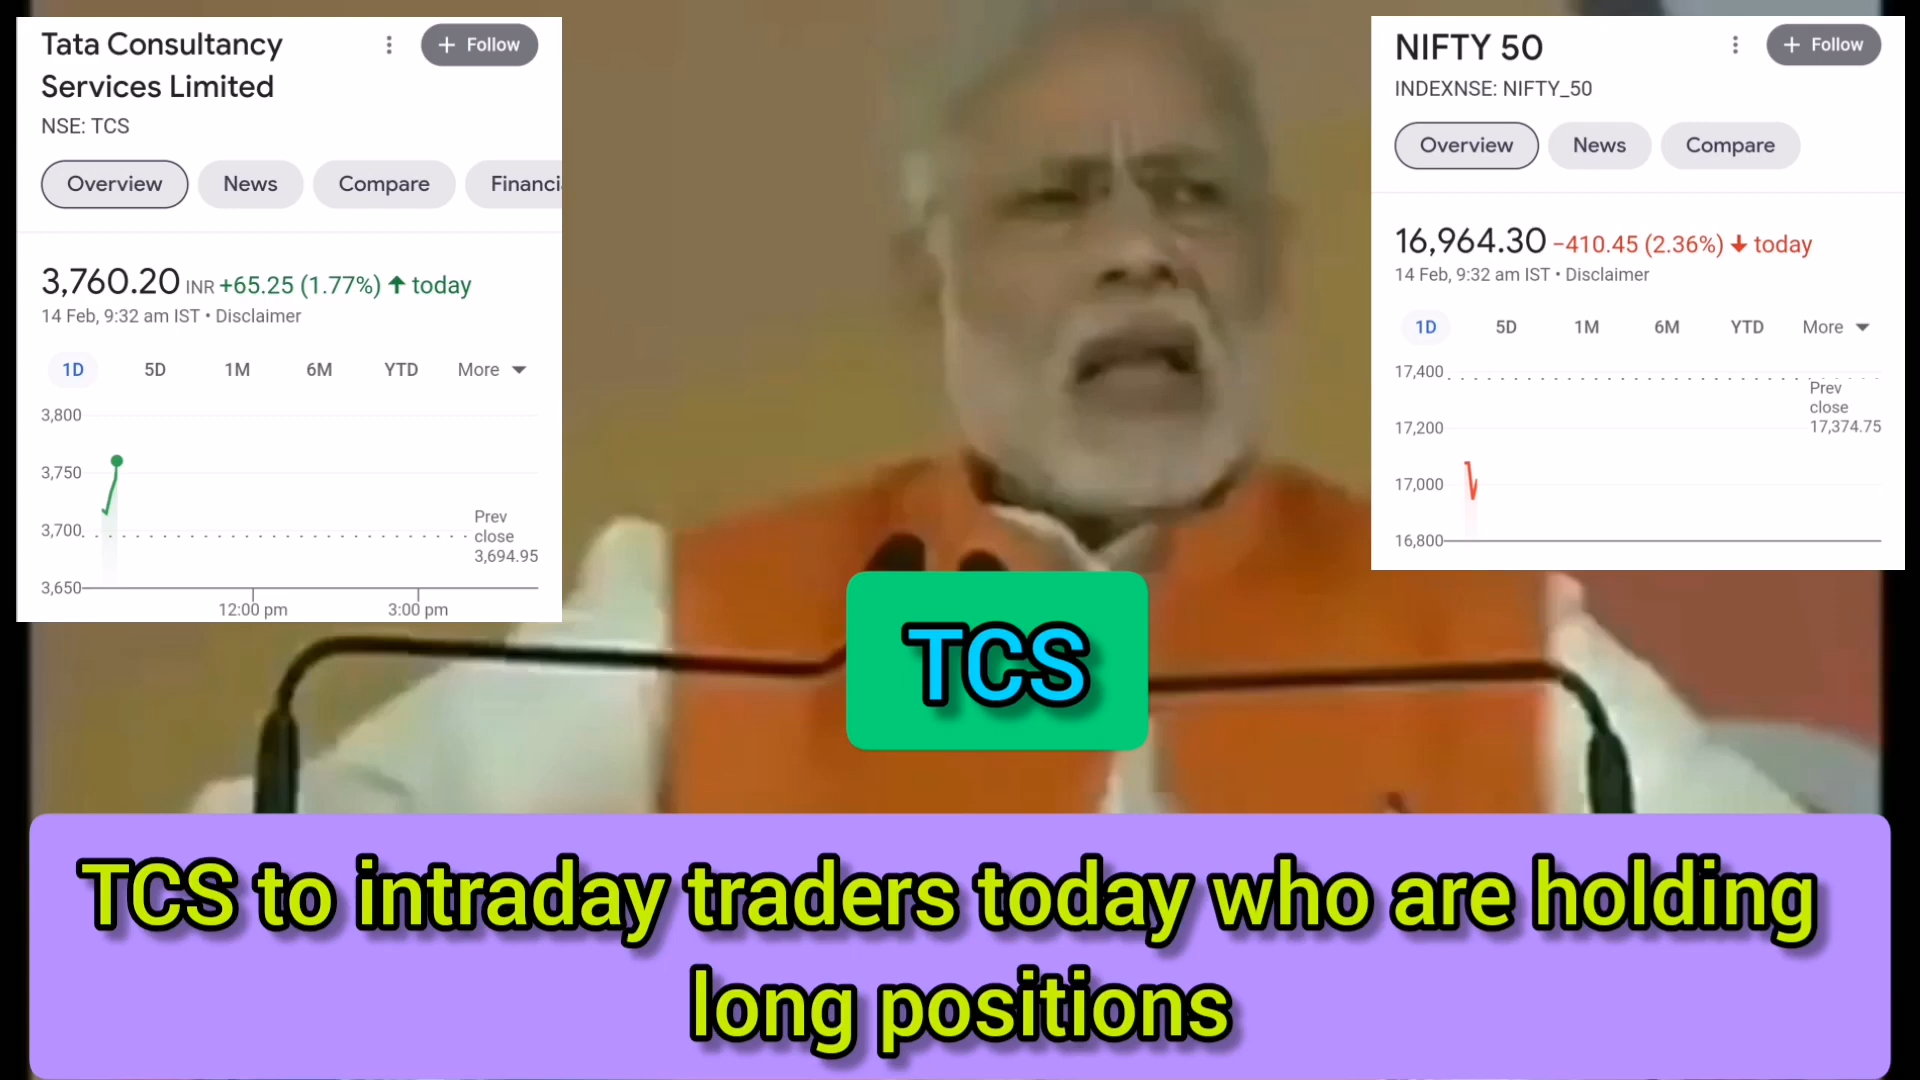 Tata Consultancy
Services Limited
+ Follow
NSE: TCS
Overview
News
Compare
Financi
3,760.20 INR +65.25 (1.77%) ↑ today
14 Feb, 9:32 am IST • Disclaimer
1D
5D
1M
6M
YTD
More
3,800
3,750
3,700
3,650
Prev
close
3,694.95
12:00 pm
3:00 pm
NIFTY 50
+ Follow
INDEXNSE: NIFTY_50
Overview
News
Compare
16,964.30 −410.45 (2.36%) ↓ today
14 Feb, 9:32 am IST • Disclaimer
1D
5D
1M
6M
YTD
More
17,400
17,200
17,000
16,800
Prev
close
17,374.75
TCS
TCS to intraday traders today who are holding
long positions